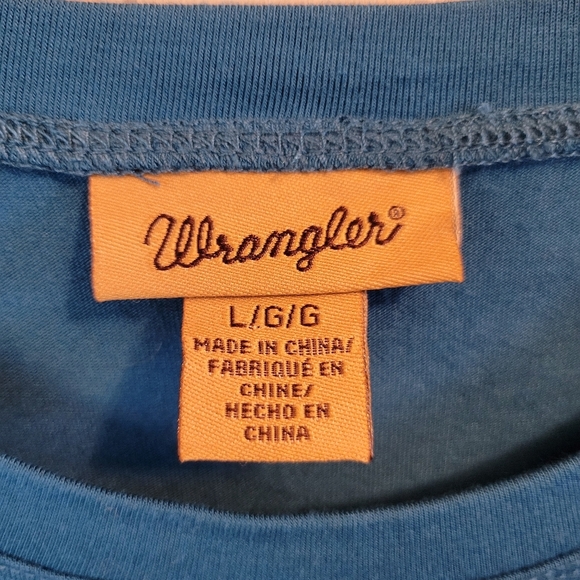 Wrangler®
L/G/G
MADE IN CHINA/
FABRIQUÉ EN
CHINE/
HECHO EN
CHINA